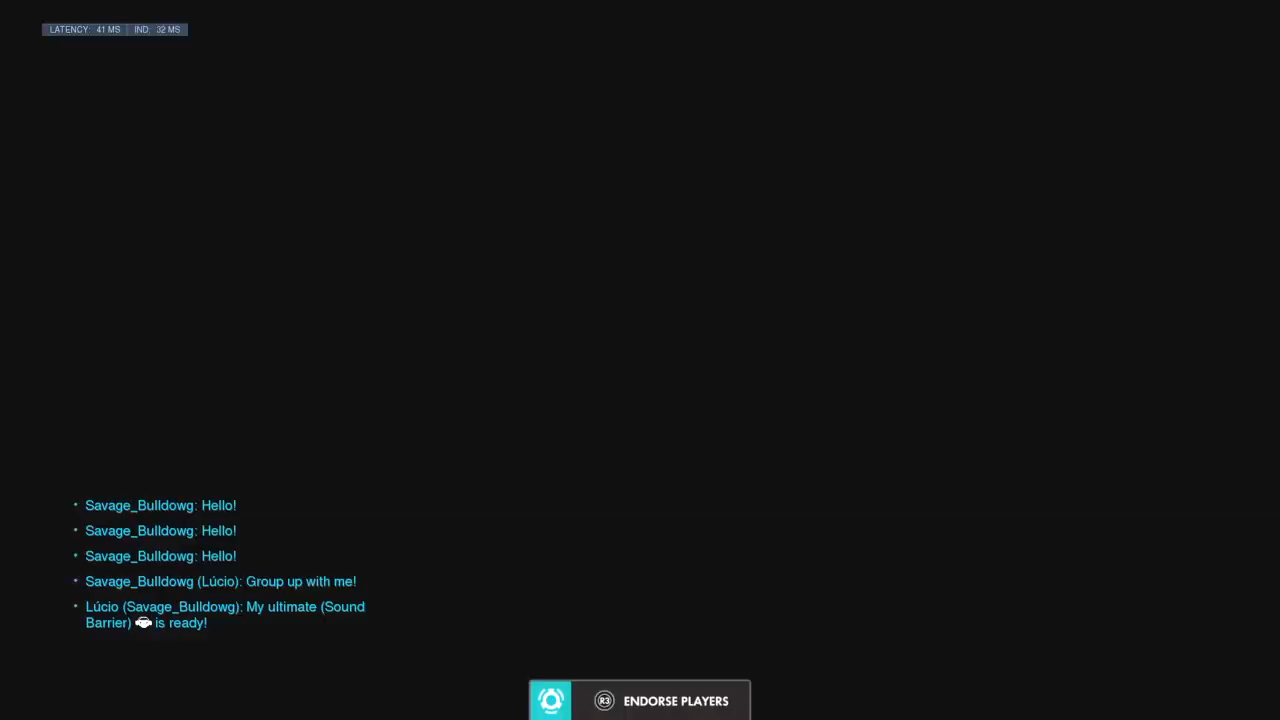 LATENCY 41 MS | IND: 32 MS
Savage_Bulldowg: Hello!
Savage_Bulldowg: Hello!
Savage_Bulldowg: Hello!
Savage_Bulldowg (Lúcio): Group up with me!
Lúcio (Savage_Bulldowg): My ultimate (Sound
Barrier) is ready!
R3 ENDORSE PLAYERS